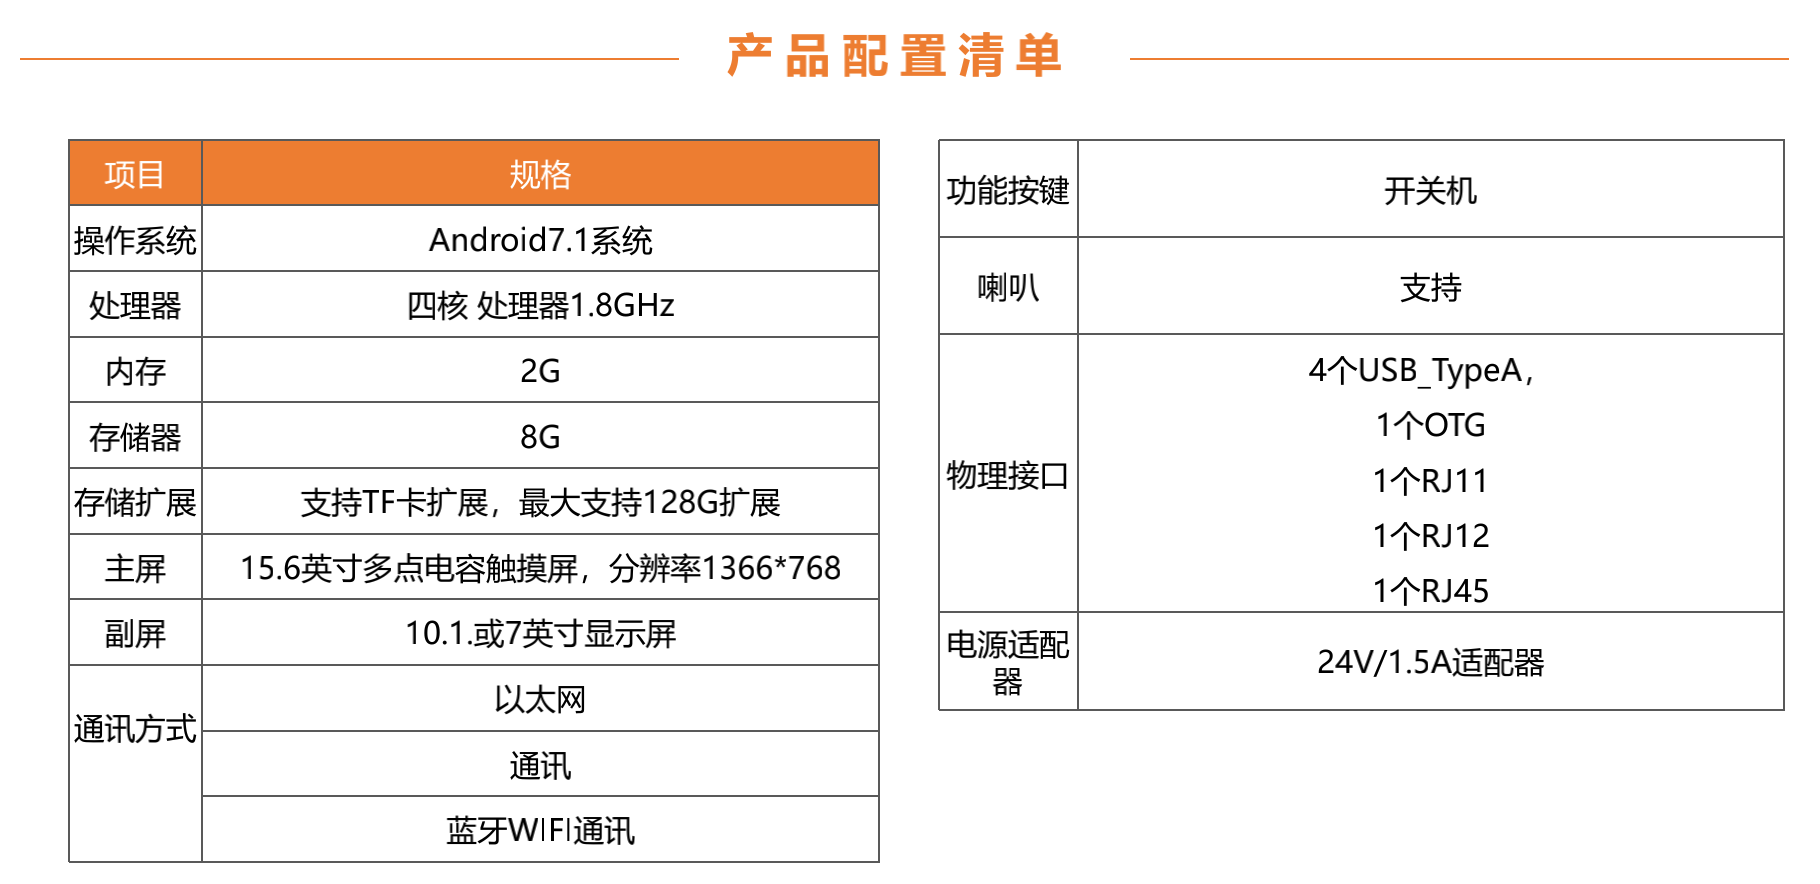 产品配置清单
项目 规格
操作系统 Android7.1系统
处理器 四核 处理器1.8GHz
内存 2G
存储器 8G
存储扩展 支持TF卡扩展，最大支持128G扩展
主屏 15.6英寸多点电容触摸屏，分辨率1366*768
副屏 10.1.或7英寸显示屏
通讯方式
以太网
通讯
蓝牙WIFI通讯
功能按键 开关机
喇叭 支持
物理接口
4个USB_TypeA，
1个OTG
1个RJ11
1个RJ12
1个RJ45
电源适配
器
24V/1.5A适配器